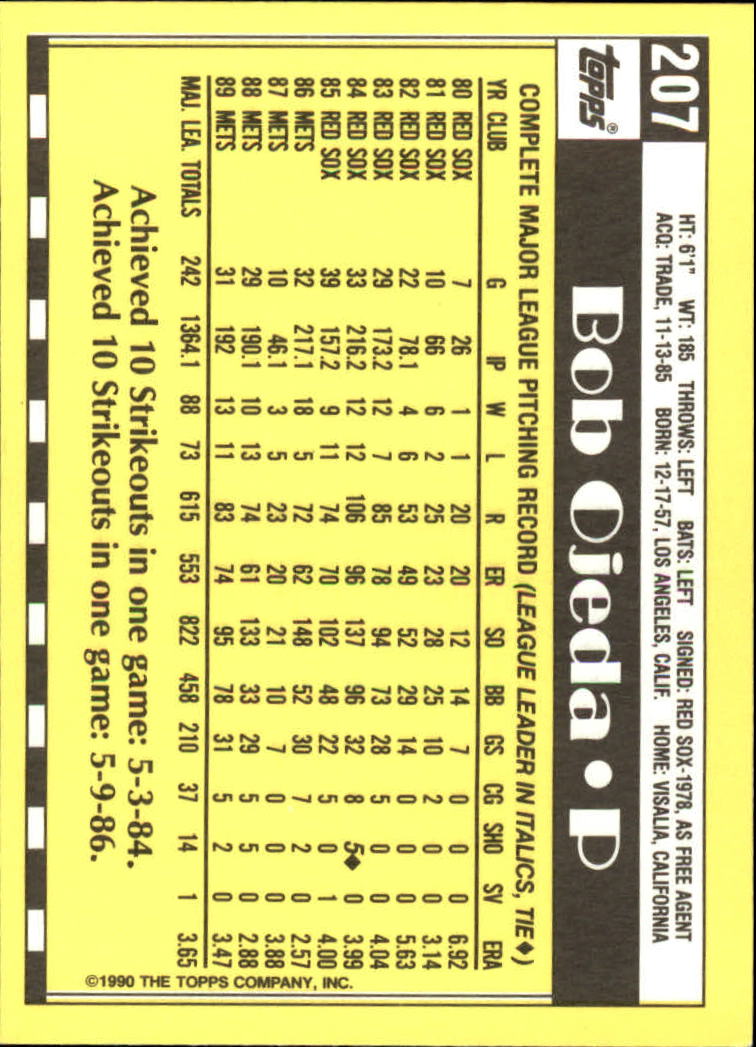 207
topps®
HT: 6'1" WT: 185 THROWS: LEFT BATS: LEFT SIGNED: RED SOX-1978, AS FREE AGENT
ACQ: TRADE, 11-13-85 BORN: 12-17-57, LOS ANGELES, CALIF. HOME: VISALIA, CALIFORNIA
Bob Ojeda • P
COMPLETE MAJOR LEAGUE PITCHING RECORD (LEAGUE LEADER IN ITALICS, TIE♦)
YR CLUB G IP W L R ER SO BB GS CG SHO SV ERA
80 RED SOX 7 26 1 1 20 20 12 14 7 0 0 0 6.92
81 RED SOX 10 66 6 2 25 23 28 25 10 2 0 0 3.14
82 RED SOX 22 78.1 4 6 53 49 52 29 14 0 0 0 5.63
83 RED SOX 29 173.2 12 7 85 78 94 73 28 5 0 0 4.04
84 RED SOX 33 216.2 12 12 106 96 137 96 32 8 5♦ 0 3.99
85 RED SOX 39 157.2 9 11 74 70 102 48 22 5 0 1 4.00
86 METS 32 217.1 18 5 72 62 148 52 30 7 2 0 2.57
87 METS 10 46.1 3 5 23 20 21 10 7 0 0 0 3.88
88 METS 29 190.1 10 13 74 61 133 33 29 5 5 0 2.88
89 METS 31 192 13 11 83 74 95 78 31 5 2 0 3.47
MAJ. LEA. TOTALS 242 1364.1 88 73 615 553 822 458 210 37 14 1 3.65
Achieved 10 Strikeouts in one game: 5-3-84.
Achieved 10 Strikeouts in one game: 5-9-86.
©1990 THE TOPPS COMPANY, INC.